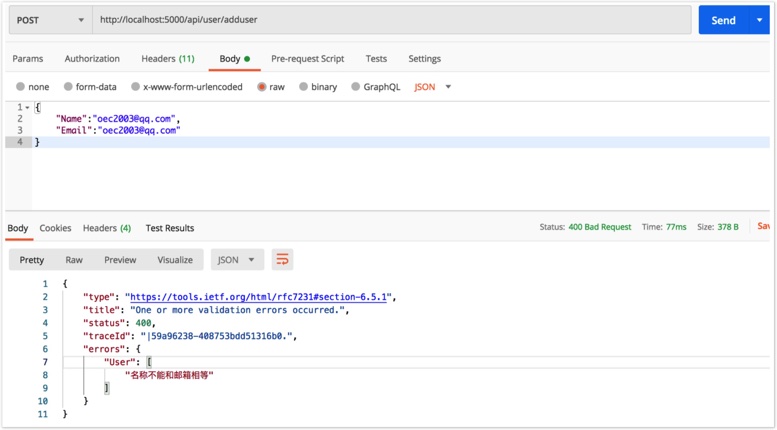 POST http://localhost:5000/api/user/adduser Send
Params Authorization Headers (11) Body Pre-request Script Tests Settings
none form-data x-www-form-urlencoded raw binary GraphQL JSON
1 {
2 "Name":"oec2003@qq.com",
3 "Email":"oec2003@qq.com"
4 }
Body Cookies Headers (4) Test Results Status: 400 Bad Request Time: 77ms Size: 378 B Sav
Pretty Raw Preview Visualize JSON
1 {
2 "type": "https://tools.ietf.org/html/rfc7231#section-6.5.1",
3 "title": "One or more validation errors occurred.",
4 "status": 400,
5 "traceId": "|59a96238-408753bdd51316b0.",
6 "errors": {
7 "User": [
8 "名称不能和邮箱相等"
9 ]
10 }
11 }